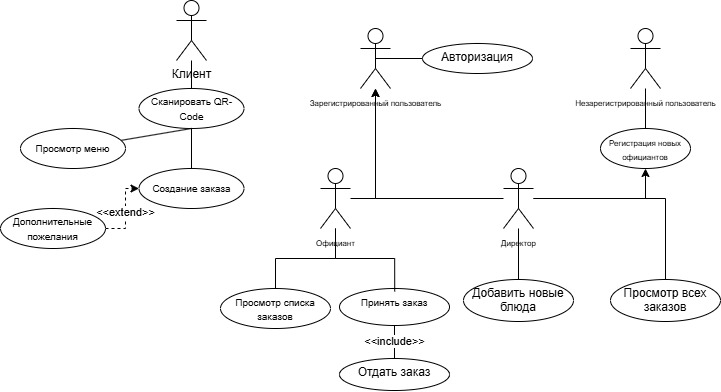 Клиент
Сканировать QR-
Code
Просмотр меню
Создание заказа
<<extend>>
Дополнительные
пожелания
Авторизация
Зарегистрированный пользователь
Незарегистрированный пользователь
Регистрация новых
официантов
Официант
Директор
Просмотр списка
заказов
Принять заказ
<<include>>
Отдать заказ
Добавить новые
блюда
Просмотр всех
заказов